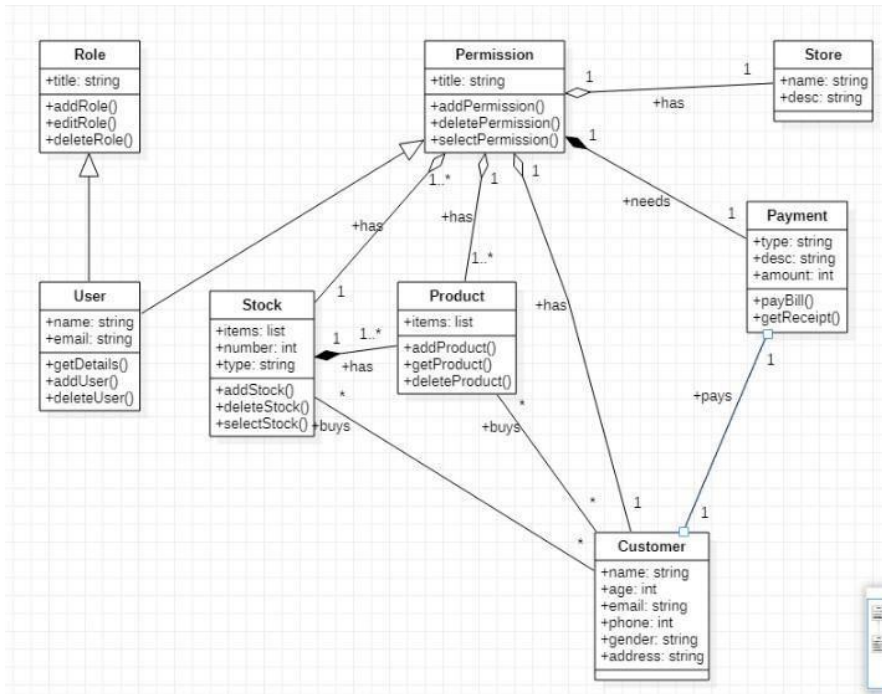 Role
+title: string
+addRole()
+editRole()
+deleteRole()
Permission
+title: string
+addPermission()
+deletePermission()
+selectPermission()
Store
+name: string
+desc: string
1
1
+has
1
+needs
1
1..*
1
1
+has
+has
1..*
1
+has
Payment
+type: string
+desc: string
+amount: int
+payBill()
+getReceipt()
User
+name: string
+email: string
+getDetails()
+addUser()
+deleteUser()
Stock
+items: list
+number: int
+type: string
+addStock()
+deleteStock()
+selectStock()
1
1..*
+has
Product
+items: list
+addProduct()
+getProduct()
+deleteProduct()
*
+buys
*
+buys
1
+pays
*
*
1
1
Customer
+name: string
+age: int
+email: string
+phone: int
+gender: string
+address: string